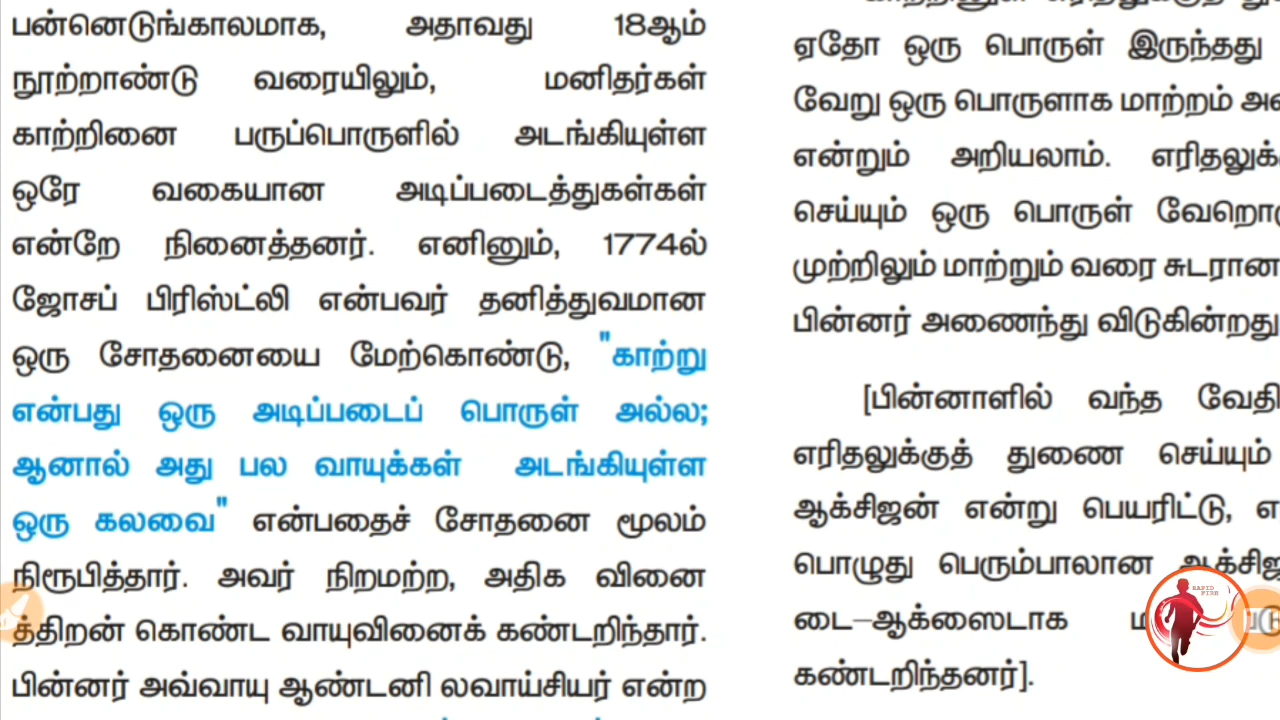 பன்னெடுங்காலமாக, அதாவது 18ஆம்
நூற்றாண்டு வரையிலும், மனிதர்கள்
காற்றினை பருப்பொருளில் அடங்கியுள்ள
ஒரே வகையான அடிப்படைத்துகள்கள்
என்றே நினைத்தனர். எனினும், 1774ல்
ஜோசப் பிரிஸ்ட்லி என்பவர் தனித்துவமான
ஒரு சோதனையை மேற்கொண்டு, "காற்று
என்பது ஒரு அடிப்படைப் பொருள் அல்ல;
ஆனால் அது பல வாயுக்கள் அடங்கியுள்ள
ஒரு கலவை" என்பதைச் சோதனை மூலம்
நிரூபித்தார். அவர் நிறமற்ற, அதிக வினை
த்திறன் கொண்ட வாயுவினைக் கண்டறிந்தார்.
பின்னர் அவ்வாயு ஆண்டனி லவாய்சியர் என்ற
ஏதோ ஒரு பொருள் இருந்தது
வேறு ஒரு பொருளாக மாற்றம்
என்றும் அறியலாம்.
செய்யும் ஒரு பொருள்
முற்றிலும் மாற்றும் வரை சுடரான
பின்னர் அணைந்து விடுகின்றது
[பின்னாளில் வந்த
எரிதலுக்குத் துணை செய்யும்
ஆக்சிஜன் என்று பெயரிட்டு,
பொழுது பெரும்பாலான
டை–ஆக்ஸைடாக
கண்டறிந்தனர்].
RAPID
FIRE